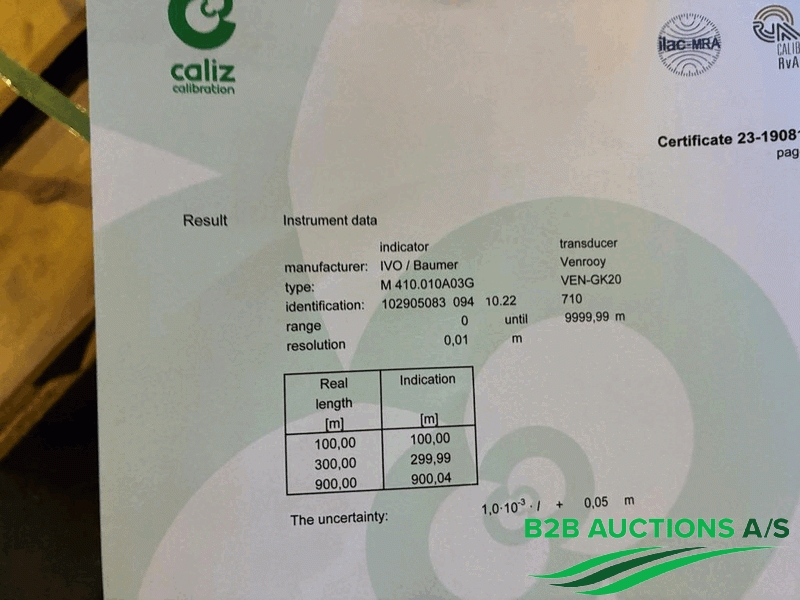 caliz
calibration
ilac-MRA
RvA
Certificate 23-1908
Result Instrument data
indicator transducer
manufacturer: IVO / Baumer Venrooy
type: M 410.010A03G VEN-GK20
identification: 102905083 094 10.22 710
range 0 until 9999,99 m
resolution 0,01 m
Real Indication
length
[m] [m]
100,00 100,00
300,00 299,99
900,00 900,04
The uncertainty: 1,0·10⁻³ · l + 0,05 m
B2B AUCTIONS A/S